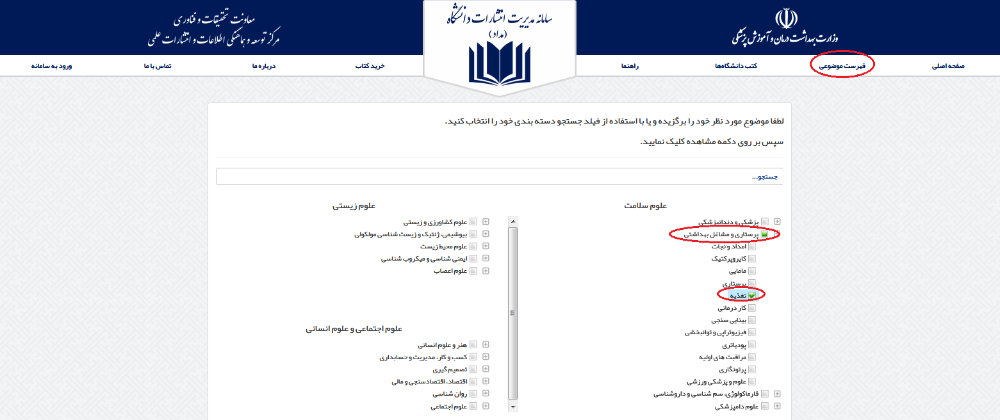 وزارت بهداشت درمان و آموزش پزشکی
سامانه مدیریت انتشارات دانشگاه
(مداد)
معاونت تحقیقات و فناوری
مرکز توسعه و هماهنگی اطلاعات و انتشارات علمی
صفحه اصلی
فهرست موضوعی
کتب دانشگاه‌ها
راهنما
خرید کتاب
درباره ما
تماس با ما
ورود به سامانه
لطفا موضوع مورد نظر خود را برگزیده و یا با استفاده از فیلد جستجو دسته بندی خود را انتخاب کنید.
سپس بر روی دکمه مشاهده کلیک نمایید.
جستجو...
علوم سلامت
پزشکی و دندانپزشکی
پرستاری و مشاغل بهداشتی
امداد و نجات
کایروپرکتیک
مامایی
پرستاری
تغذیه
کار درمانی
بینایی سنجی
فیزیوتراپی و توانبخشی
پودیاتری
مراقبت های اولیه
پرتونگاری
علوم و پزشکی ورزشی
فارماکولوژی، سم شناسی و داروشناسی
علوم دامپزشکی
علوم زیستی
علوم کشاورزی و زیستی
بیوشیمی، ژنتیک و زیست شناسی مولکولی
علوم محیط زیست
ایمنی شناسی و میکروب شناسی
علوم اعصاب
علوم اجتماعی و علوم انسانی
هنر و علوم انسانی
کسب و کار، مدیریت و حسابداری
تصمیم گیری
اقتصاد، اقتصادسنجی و مالی
روان شناسی
علوم اجتماعی